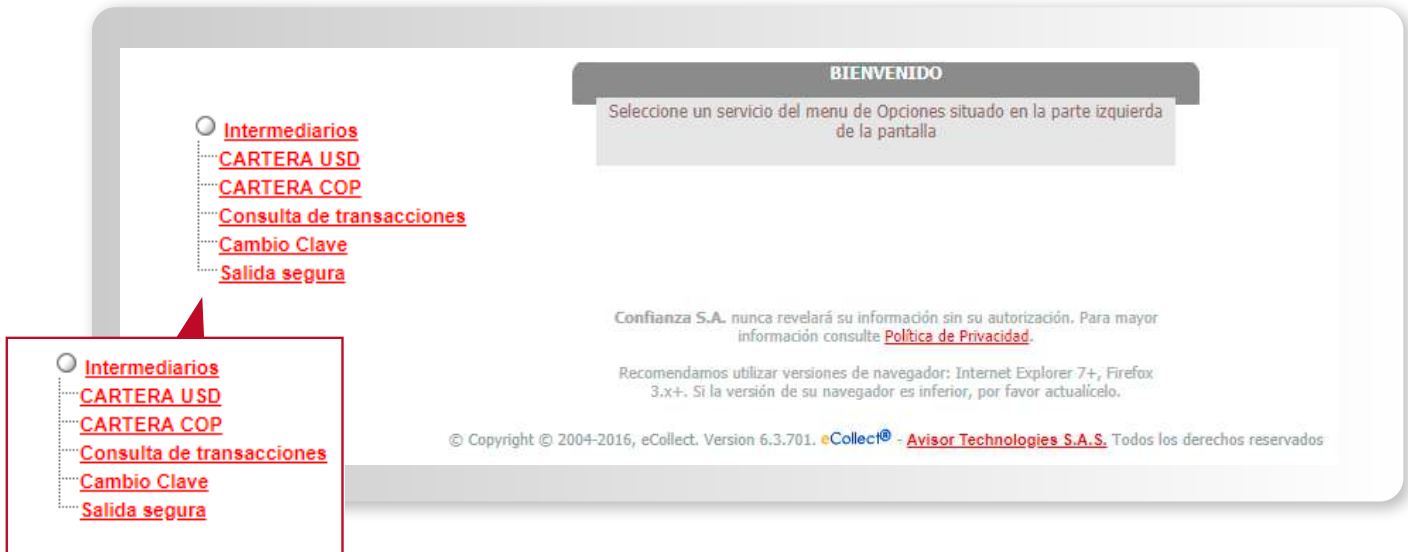 BIENVENIDO
Seleccione un servicio del menu de Opciones situado en la parte izquierda
de la pantalla
Intermediarios
CARTERA USD
CARTERA COP
Consulta de transacciones
Cambio Clave
Salida segura
Confianza S.A. nunca revelará su información sin su autorización. Para mayor
información consulte Política de Privacidad.
Recomendamos utilizar versiones de navegador: Internet Explorer 7+, Firefox
3.x+. Si la versión de su navegador es inferior, por favor actualícelo.
© Copyright © 2004-2016, eCollect. Version 6.3.701. eCollect® - Avisor Technologies S.A.S. Todos los derechos reservados
Intermediarios
CARTERA USD
CARTERA COP
Consulta de transacciones
Cambio Clave
Salida segura